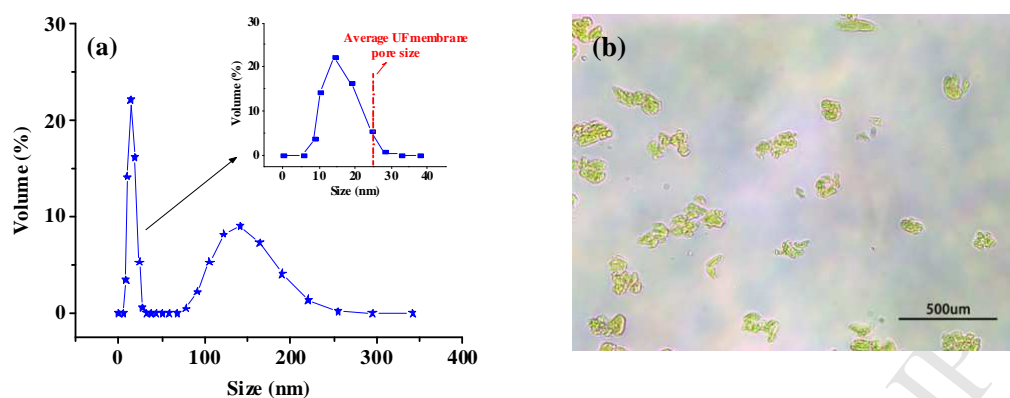 (a)
30
20
10
0
Volume (%)
0 100 200 300 400
Size (nm)
30
20
10
0
Volume (%)
0 10 20 30 40
Size (nm)
Average UF membrane
pore size
(b)
500um